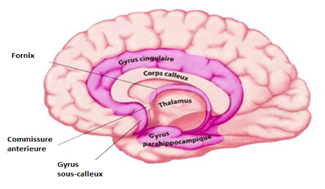 Fornix
Gyrus cingulaire
Corps calleux
Thalamus
Commissure
anterieure
Gyrus
parahippocampique
Gyrus
sous-calleux